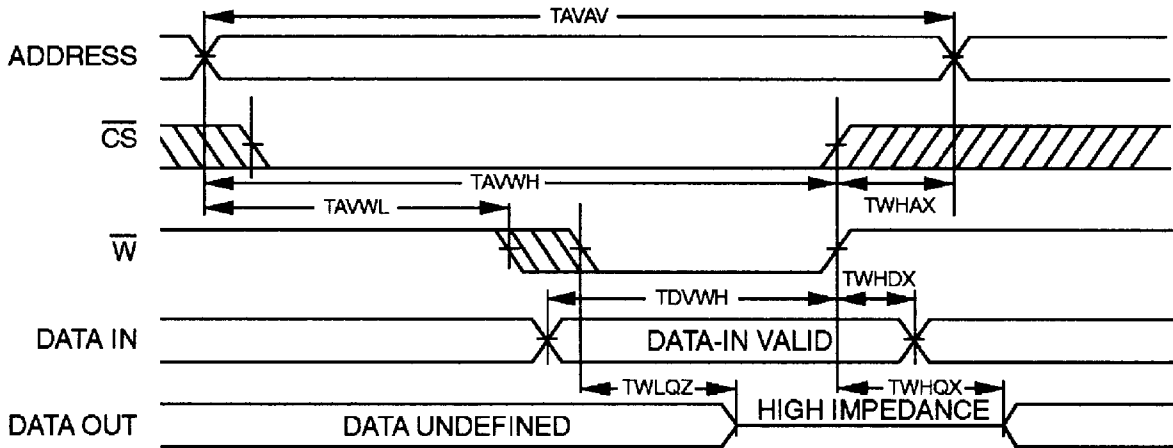 TAVAV
ADDRESS
CS
TAVWH
TWHAX
TAVWL
W
TDVWH
TWHDX
DATA IN
DATA-IN VALID
TWLQZ
TWHQX
DATA OUT
DATA UNDEFINED
HIGH IMPEDANCE